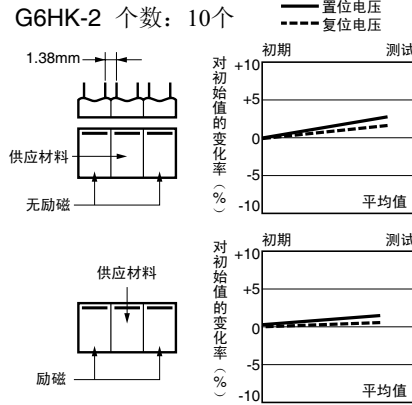 G6HK-2 个数：10个
置位电压
复位电压
1.38mm
供应材料
无励磁
对初始值的变化率（%）
初期
测试
+10
+5
0
-5
-10
平均值
供应材料
励磁
对初始值的变化率（%）
初期
测试
+10
+5
0
-5
-10
平均值